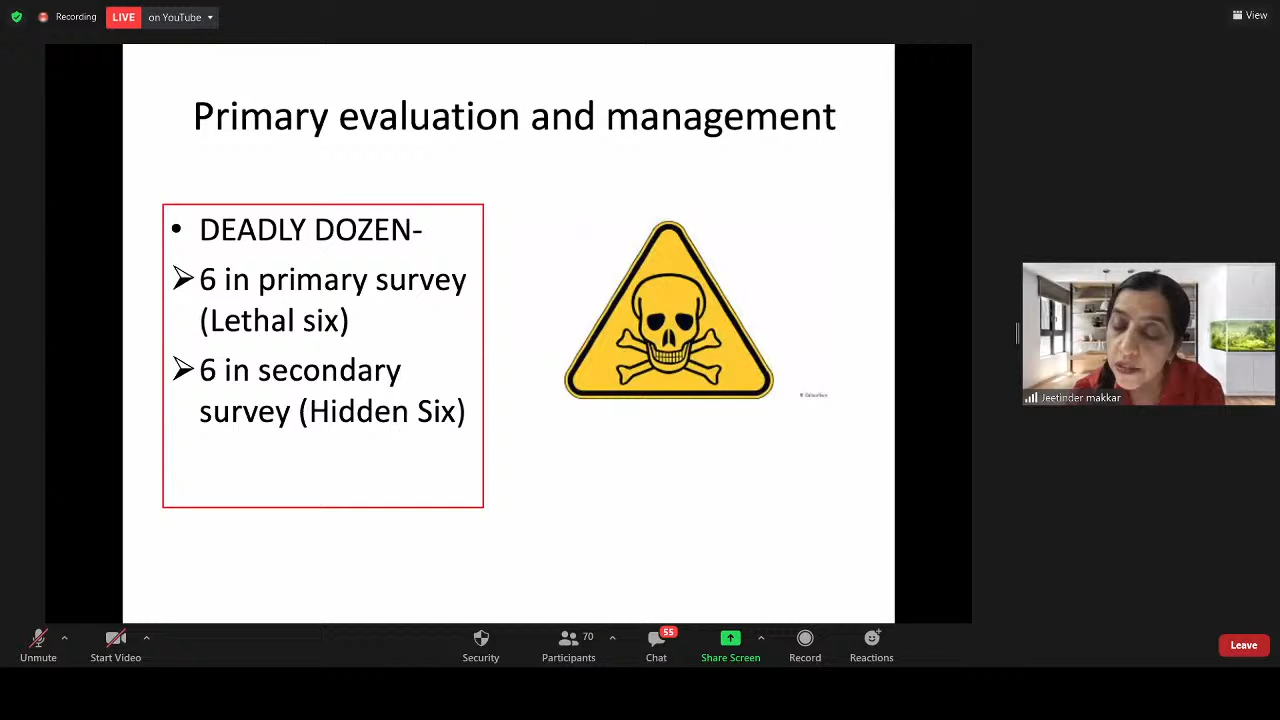 Recording
LIVE on YouTube
View
Primary evaluation and management
• DEADLY DOZEN-
➢ 6 in primary survey
(Lethal six)
➢ 6 in secondary
survey (Hidden Six)
Jeetinder makkar
Unmute
Start Video
Security
Participants 70
Chat 55
Share Screen
Record
Reactions
Leave